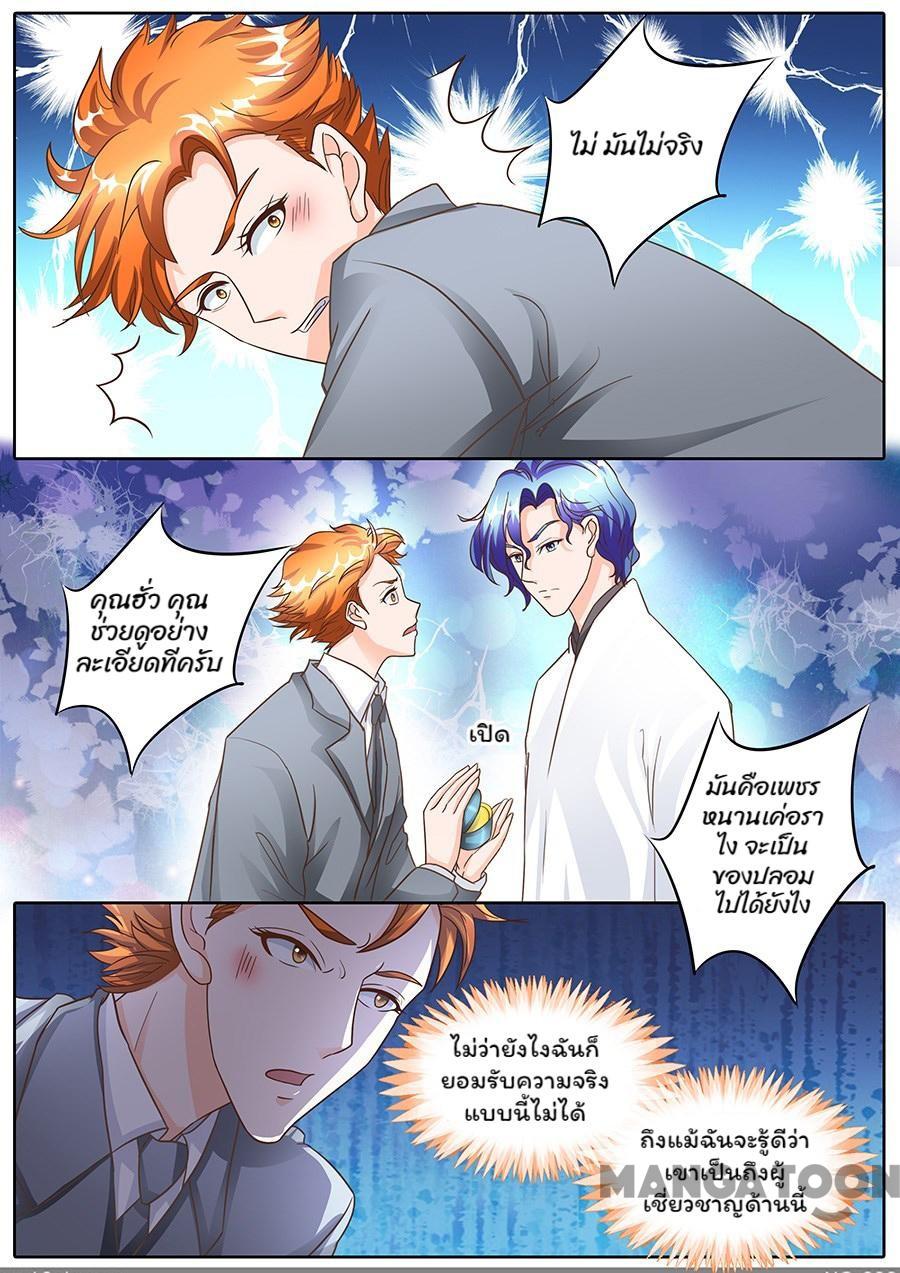 ไม่ มันไม่จริง
คุณฮั่ว คุณ
ช่วยดูอย่าง
ละเอียดทีครับ
เปิด
มันคือเพชร
หนานเค่อรา
ไง จะเป็น
ของปลอม
ไปได้ยังไง
ไม่ว่ายังไงฉันก็
ยอมรับความจริง
แบบนี้ไม่ได้
ถึงแม้ฉันจะรู้ดีว่า
เขาเป็นถึงผู้
เชี่ยวชาญด้านนี้
MANGATOON